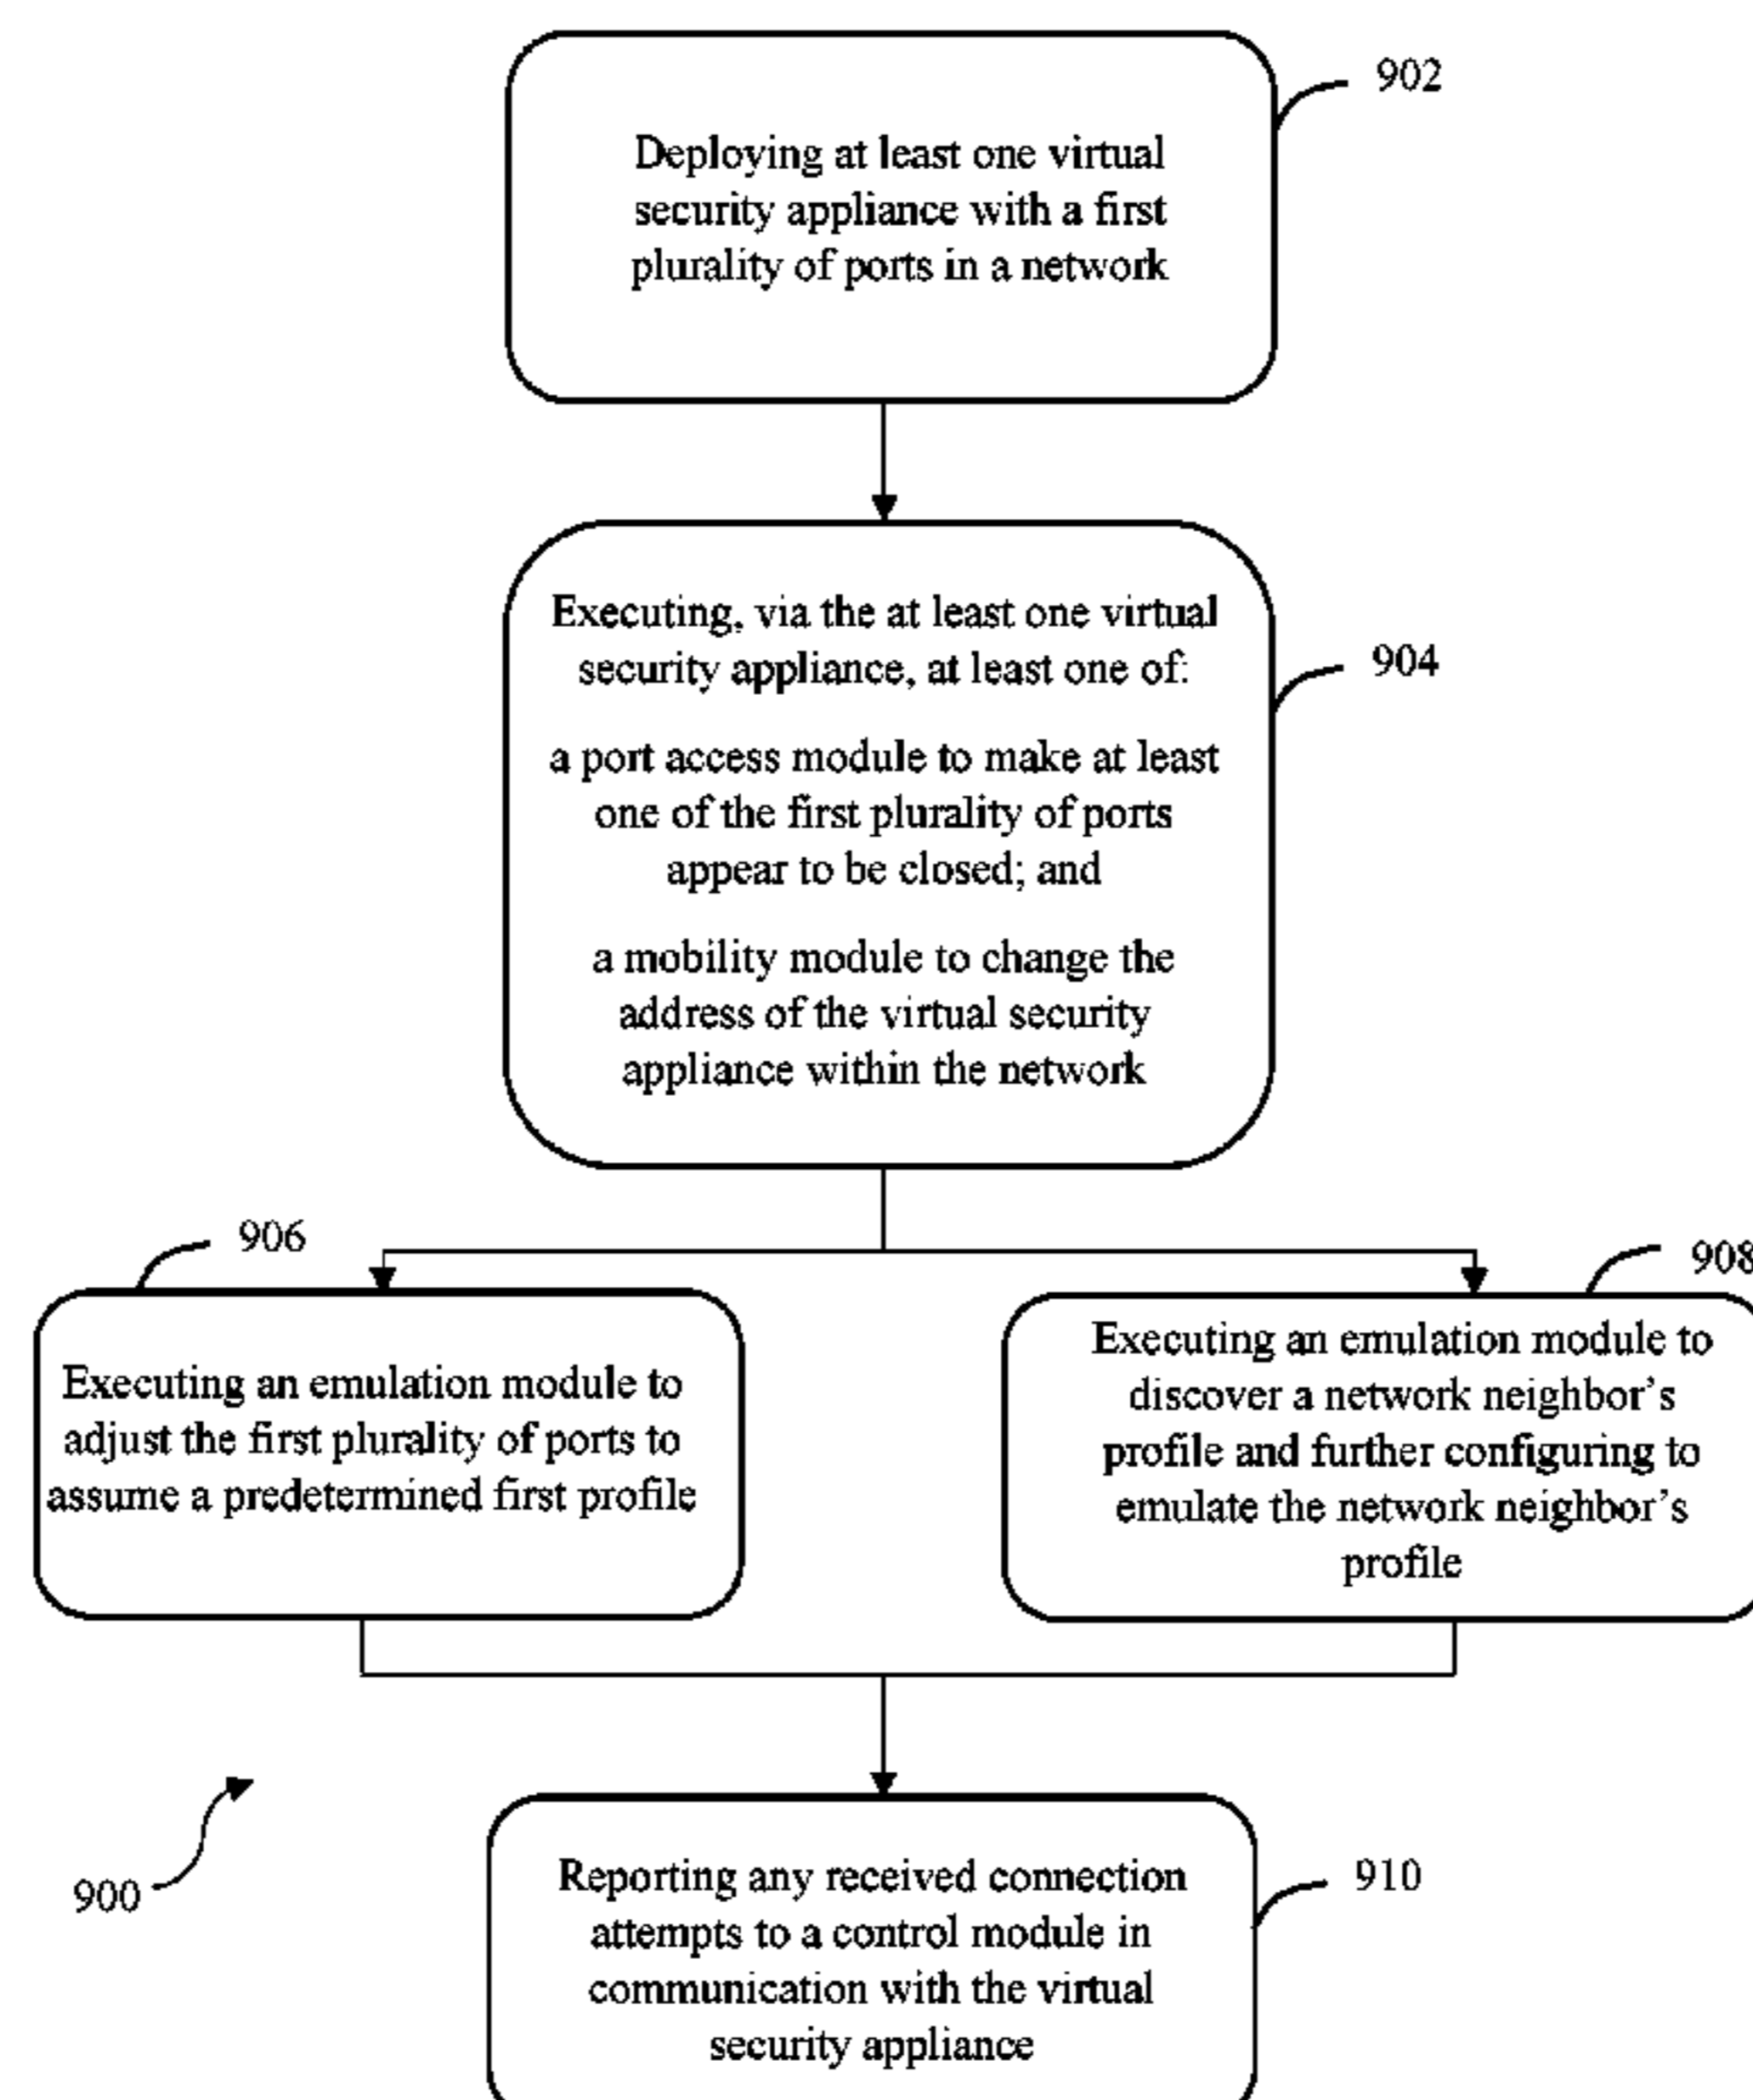 902
Deploying at least one virtual
security appliance with a first
plurality of ports in a network
Executing, via the at least one virtual
security appliance, at least one of:
904
a port access module to make at least
one of the first plurality of ports
appear to be closed; and
a mobility module to change the
address of the virtual security
appliance within the network
906
908
Executing an emulation module to
adjust the first plurality of ports to
assume a predetermined first profile
Executing an emulation module to
discover a network neighbor's
profile and further configuring to
emulate the network neighbor's
profile
900
Reporting any received connection
attempts to a control module in
communication with the virtual
security appliance
910